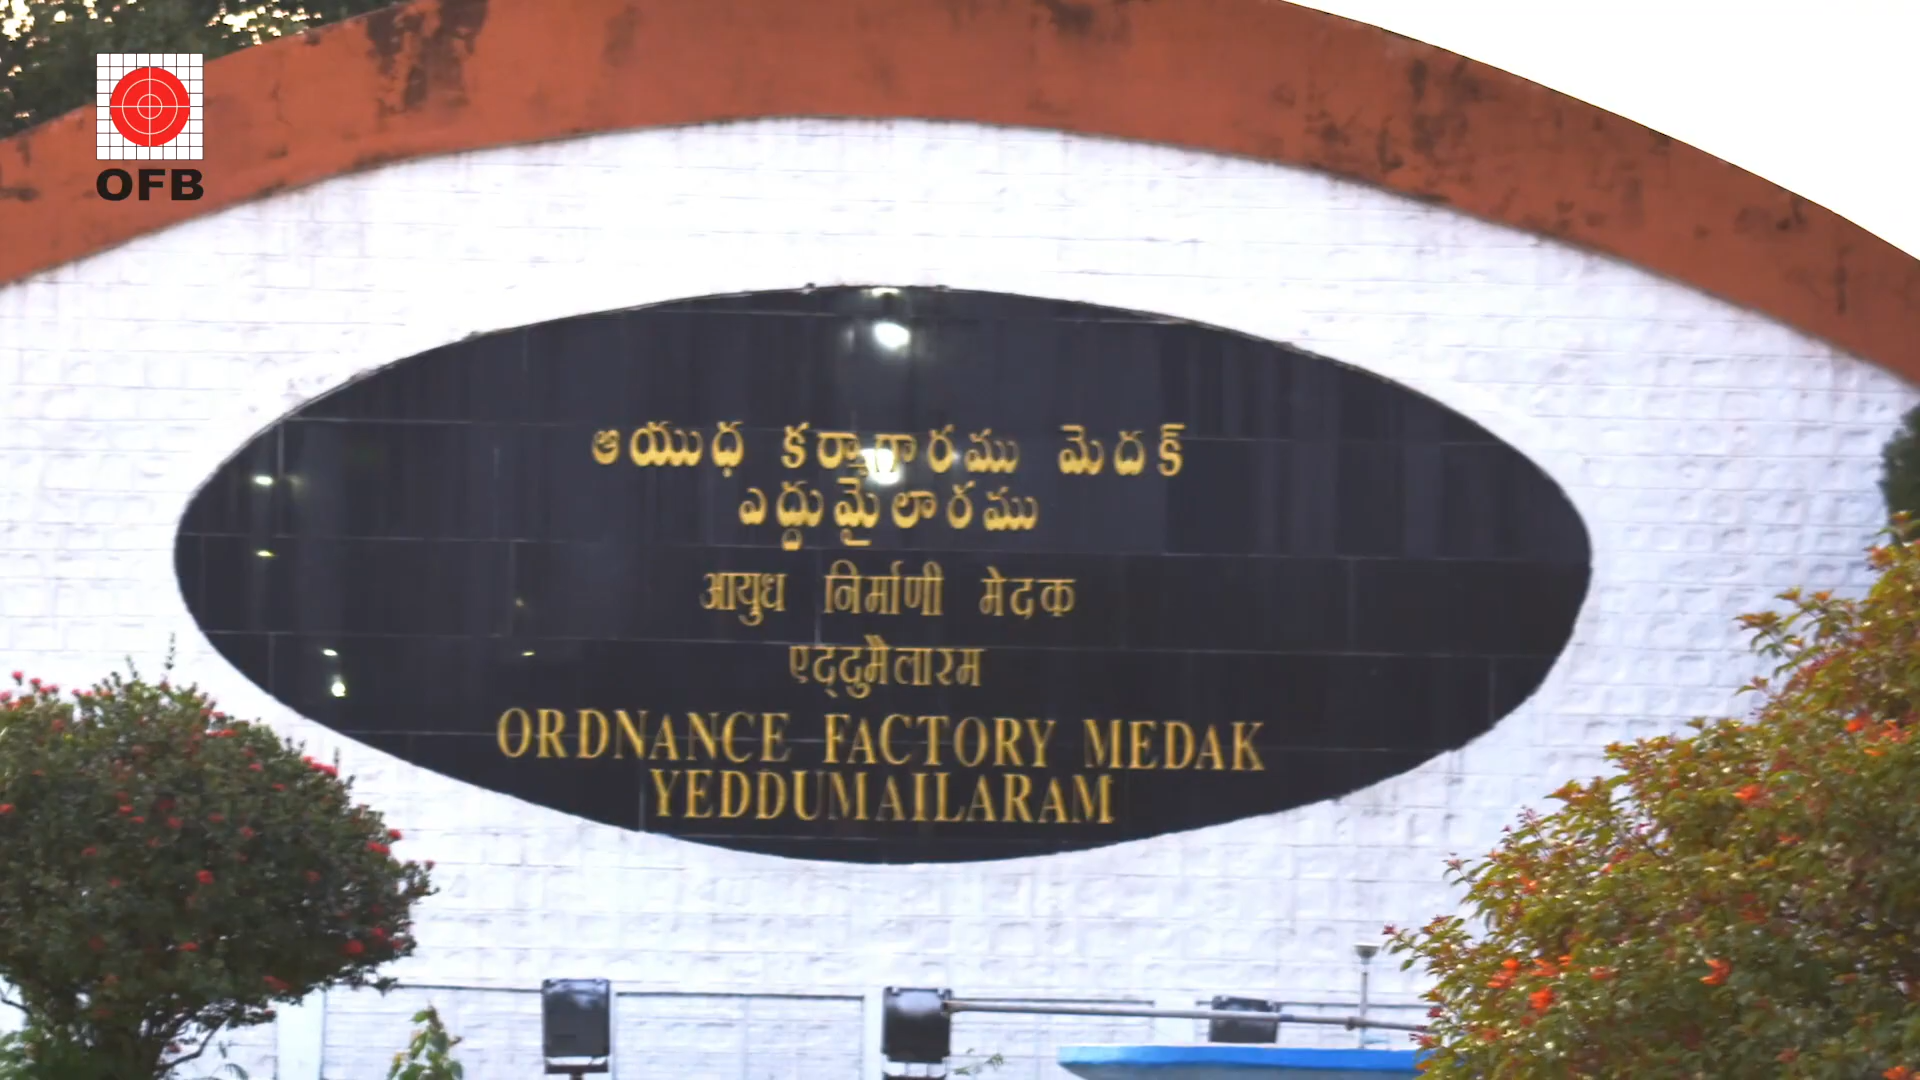 OFB
ఆయుధ కర్మాగారము మెదక్
ఎద్దుమైలారము
आयुध निर्माणी मेदक
एद्दुमैलारम
ORDNANCE FACTORY MEDAK
YEDDUMAILARAM